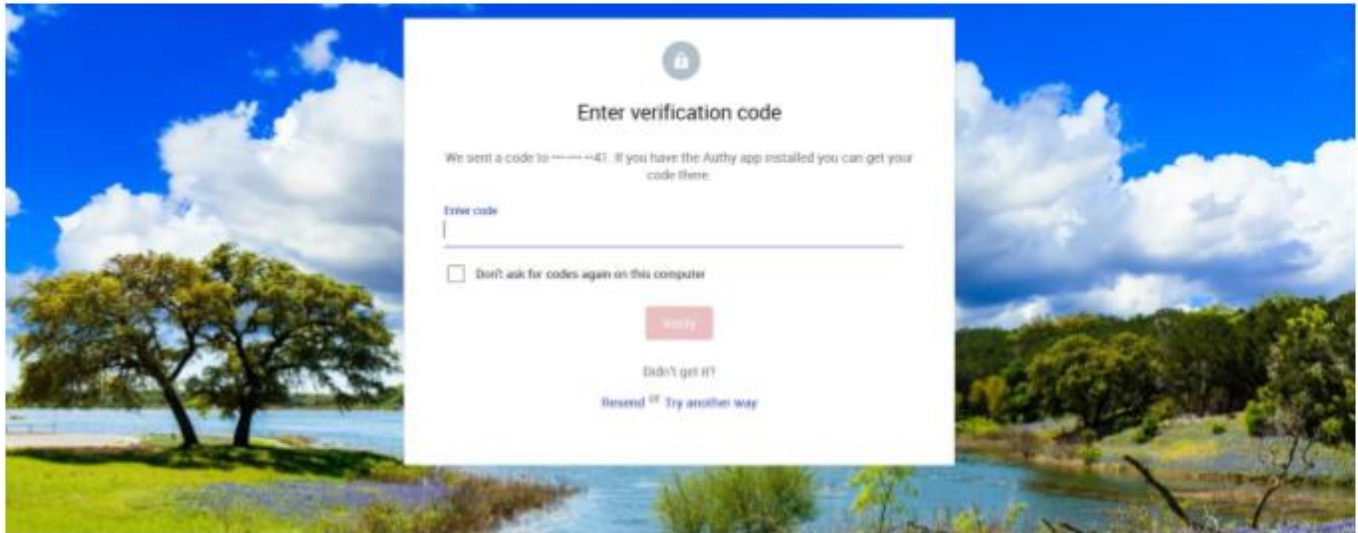 Enter verification code
We sent a code to ••• ••• ••47. If you have the Authy app installed you can get your
code there.
Enter code
Don't ask for codes again on this computer
Verify
Didn't get it?
Resend or Try another way